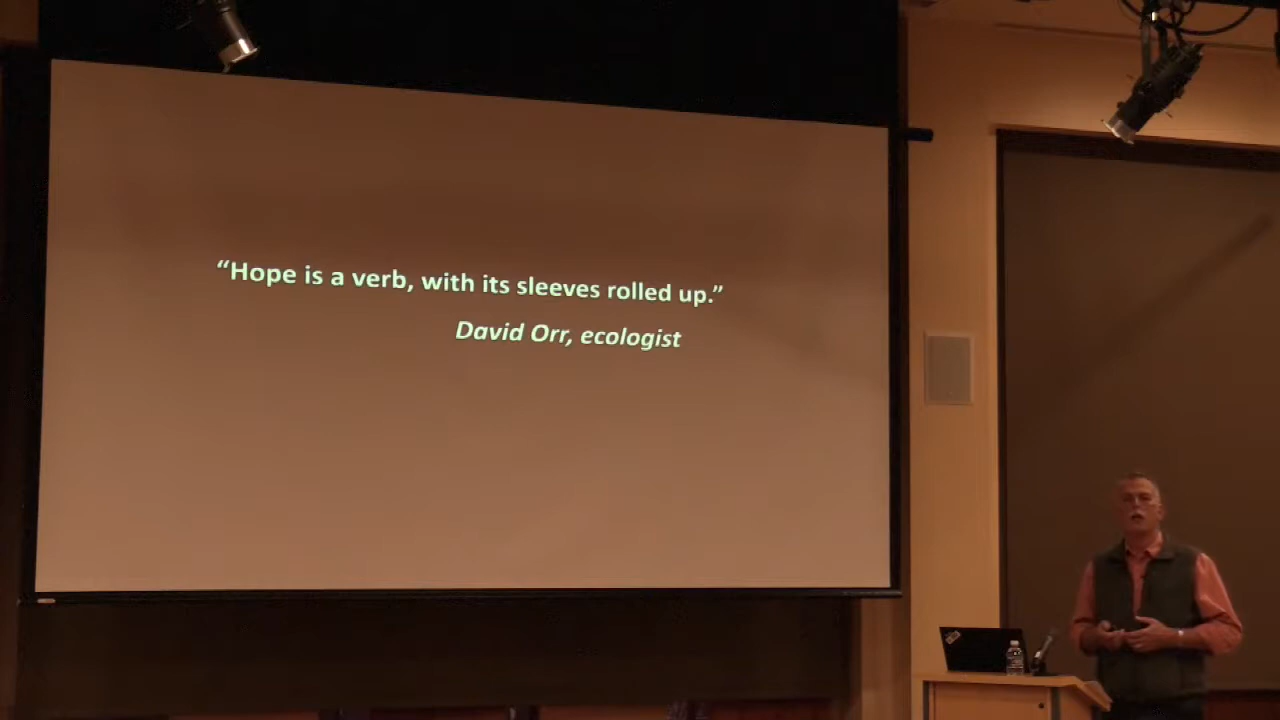 “Hope is a verb, with its sleeves rolled up.”
David Orr, ecologist